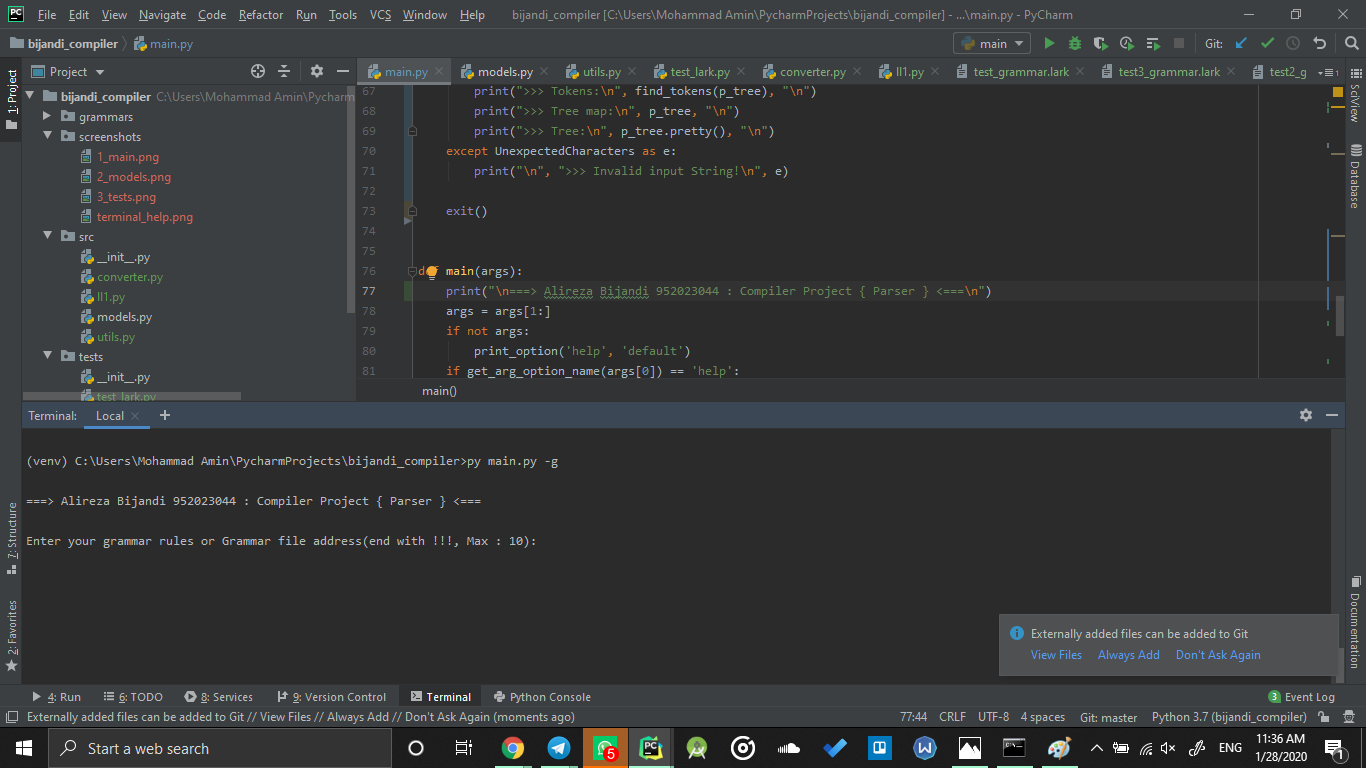 PC File Edit View Navigate Code Refactor Run Tools VCS Window Help bijandi_compiler [C:\Users\Mohammad Amin\PycharmProjects\bijandi_compiler] - ...\main.py - PyCharm
bijandi_compiler main.py main Git:
Project main.py models.py utils.py test_lark.py converter.py ll1.py test_grammar.lark test3_grammar.lark test2_g
1: Project
bijandi_compiler C:\Users\Mohammad Amin\Pycharm
grammars
screenshots
1_main.png
2_models.png
3_tests.png
terminal_help.png
src
__init__.py
converter.py
ll1.py
models.py
utils.py
tests
__init__.py
test_lark.py
67 print(">>> Tokens:\n", find_tokens(p_tree), "\n")
68 print(">>> Tree map:\n", p_tree, "\n")
69 print(">>> Tree:\n", p_tree.pretty(), "\n")
70 except UnexpectedCharacters as e:
71 print("\n", ">>> Invalid input String!\n", e)
72
73 exit()
74
75
76 def main(args):
77 print("\n===> Alireza Bijandi 952023044 : Compiler Project { Parser } <===\n")
78 args = args[1:]
79 if not args:
80 print_option('help', 'default')
81 if get_arg_option_name(args[0]) == 'help':
main()
SciView
Database
Terminal: Local
(venv) C:\Users\Mohammad Amin\PycharmProjects\bijandi_compiler>py main.py -g
===> Alireza Bijandi 952023044 : Compiler Project { Parser } <===
Enter your grammar rules or Grammar file address(end with !!!, Max : 10):
7: Structure
2: Favorites
Documentation
Externally added files can be added to Git
View Files Always Add Don't Ask Again
4: Run 6: TODO 8: Services 9: Version Control Terminal Python Console 3 Event Log
Externally added files can be added to Git // View Files // Always Add // Don't Ask Again (moments ago) 77:44 CRLF UTF-8 4 spaces Git: master Python 3.7 (bijandi_compiler)
Start a web search 5 PC ENG 11:36 AM
1/28/2020 1